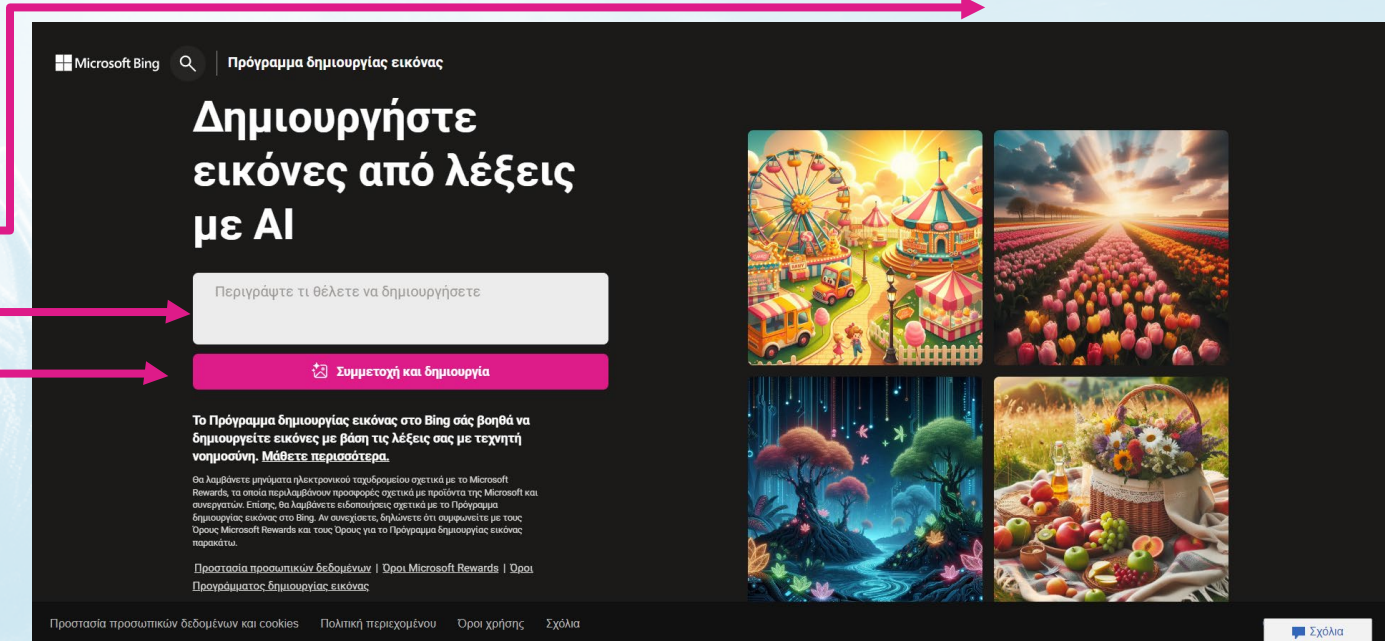 Microsoft Bing
Πρόγραμμα δημιουργίας εικόνας
Δημιουργήστε
εικόνες από λέξεις
με AI
Περιγράψτε τι θέλετε να δημιουργήσετε
Συμμετοχή και δημιουργία
Το Πρόγραμμα δημιουργίας εικόνας στο Bing σάς βοηθά να
δημιουργείτε εικόνες με βάση τις λέξεις σας με τεχνητή
νοημοσύνη. Μάθετε περισσότερα.
Θα λαμβάνετε μηνύματα ηλεκτρονικού ταχυδρομείου σχετικά με το Microsoft
Rewards, τα οποία περιλαμβάνουν προσφορές σχετικά με προϊόντα της Microsoft και
συνεργατών. Επίσης, θα λαμβάνετε ειδοποιήσεις σχετικά με το Πρόγραμμα
δημιουργίας εικόνας στο Bing. Αν συνεχίσετε, δηλώνετε ότι συμφωνείτε με τους
Όρους Microsoft Rewards και τους Όρους για το Πρόγραμμα δημιουργίας εικόνας
παρακάτω.
Προστασία προσωπικών δεδομένων | Όροι Microsoft Rewards | Όροι
Προγράμματος δημιουργίας εικόνας
Προστασία προσωπικών δεδομένων και cookies Πολιτική περιεχομένου Όροι χρήσης Σχόλια
Σχόλια